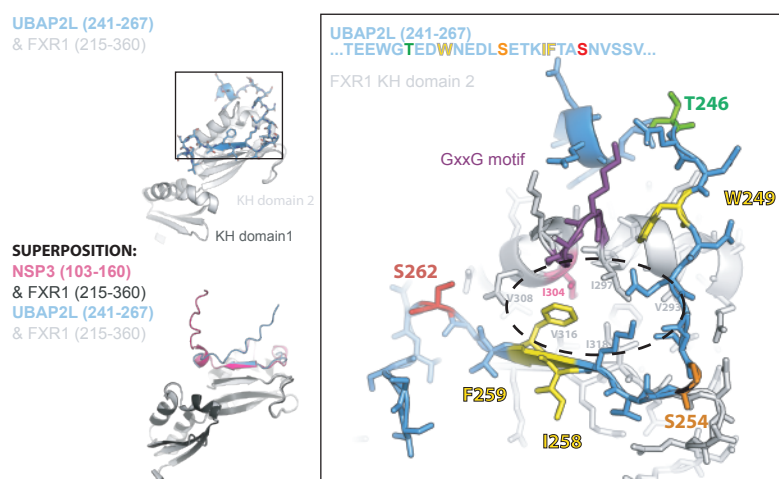 UBAP2L (241-267)
& FXR1 (215-360)
KH domain 2
KH domain1
SUPERPOSITION:
NSP3 (103-160)
& FXR1 (215-360)
UBAP2L (241-267)
& FXR1 (215-360)
UBAP2L (241-267)
...TEEWGTEDWNEDLSETKIFTASNVSSV...
FXR1 KH domain 2
T246
GxxG motif
W249
S262
I297
I304
V308
V293
V316
I318
F259
S254
I258